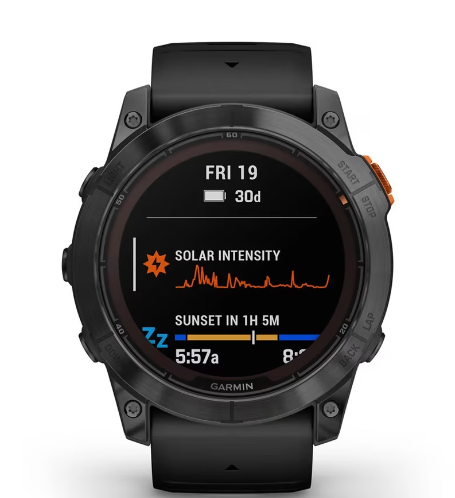 60
FRI 19
30d
START
STOP
50
SOLAR INTENSITY
SUNSET IN 1H 5M
40
20
LAP
BACK
5:57a
GARMIN